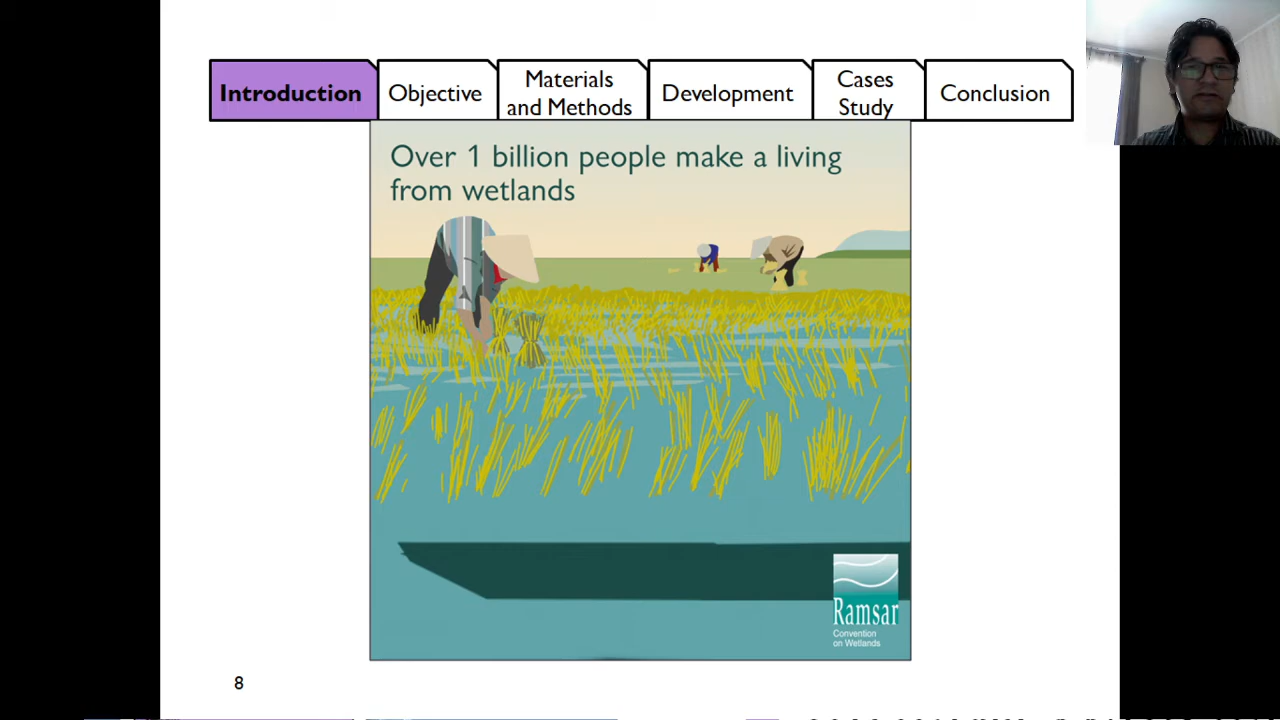 Introduction
Objective
Materials
and Methods
Development
Cases
Study
Conclusion
Over 1 billion people make a living
from wetlands
Ramsar
Convention
on Wetlands
8